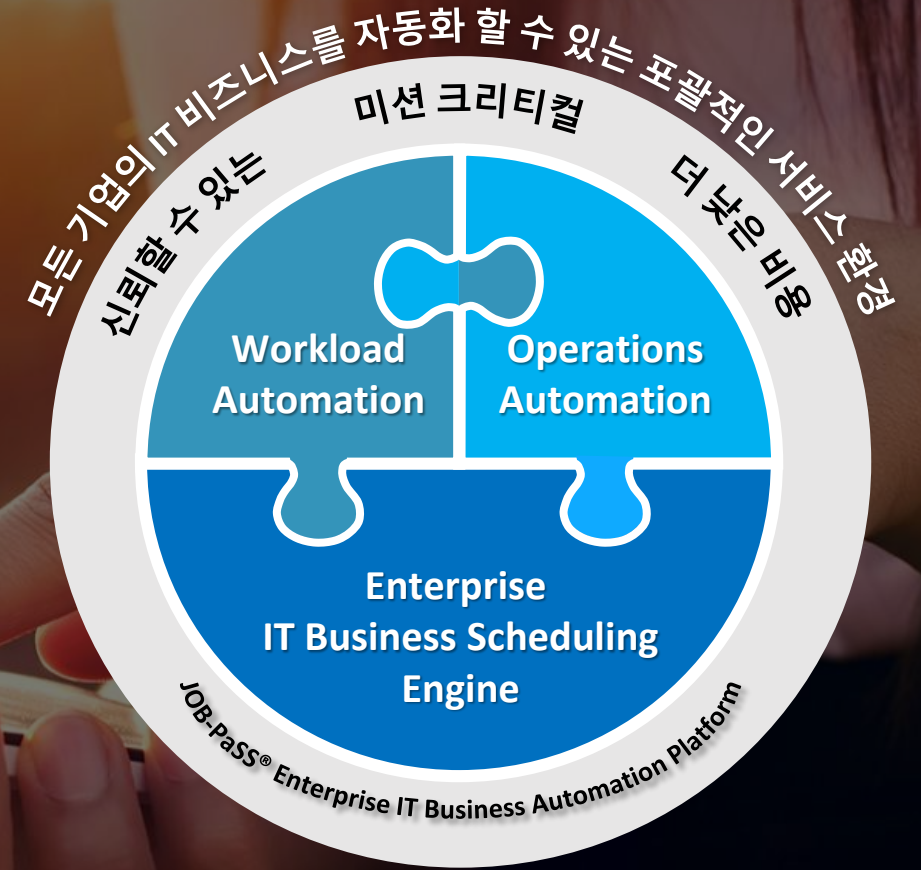 모든 기업의 IT 비즈니스를 자동화 할 수 있는 포괄적인 서비스 환경
신뢰할 수 있는
미션 크리티컬
더 낮은 비용
Workload
Automation
Operations
Automation
Enterprise
IT Business Scheduling
Engine
JOB-PaSS® Enterprise IT Business Automation Platform